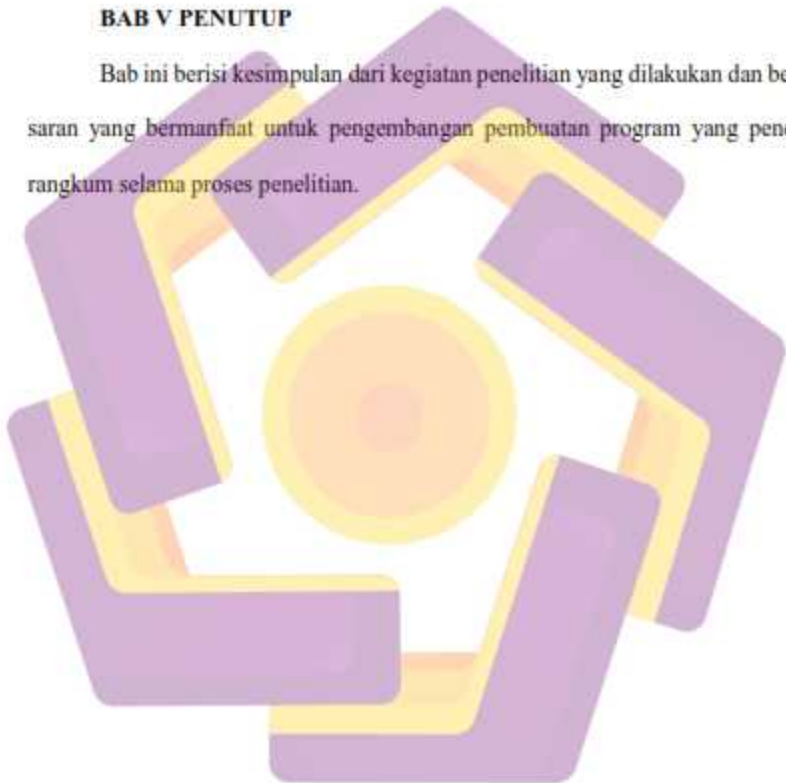 BAB V PENUTUP
Bab ini berisi kesimpulan dari kegiatan penelitian yang dilakukan dan be
saran yang bermanfaat untuk pengembangan pembuatan program yang pene
rangkum selama proses penelitian.